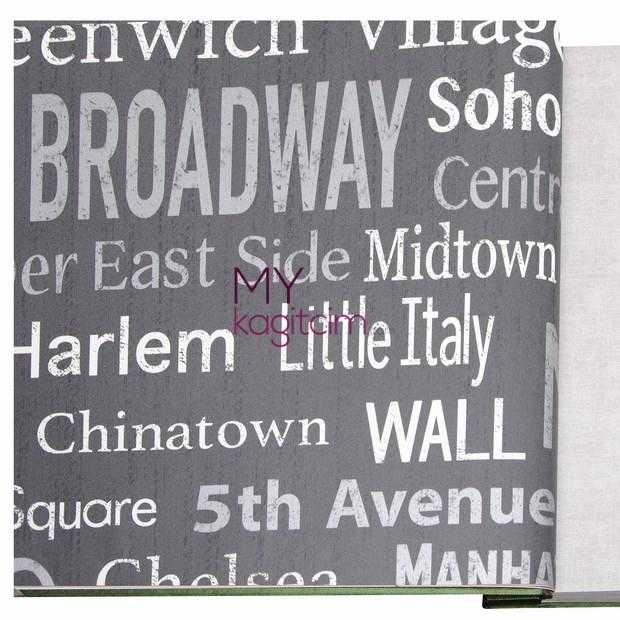 eenwich Village
BROADWAY Soho
Centr
er East Side Midtown
MY
kagitcim
Harlem Little Italy
Chinatown WALL
Square 5th Avenue
Chelsea MANHA